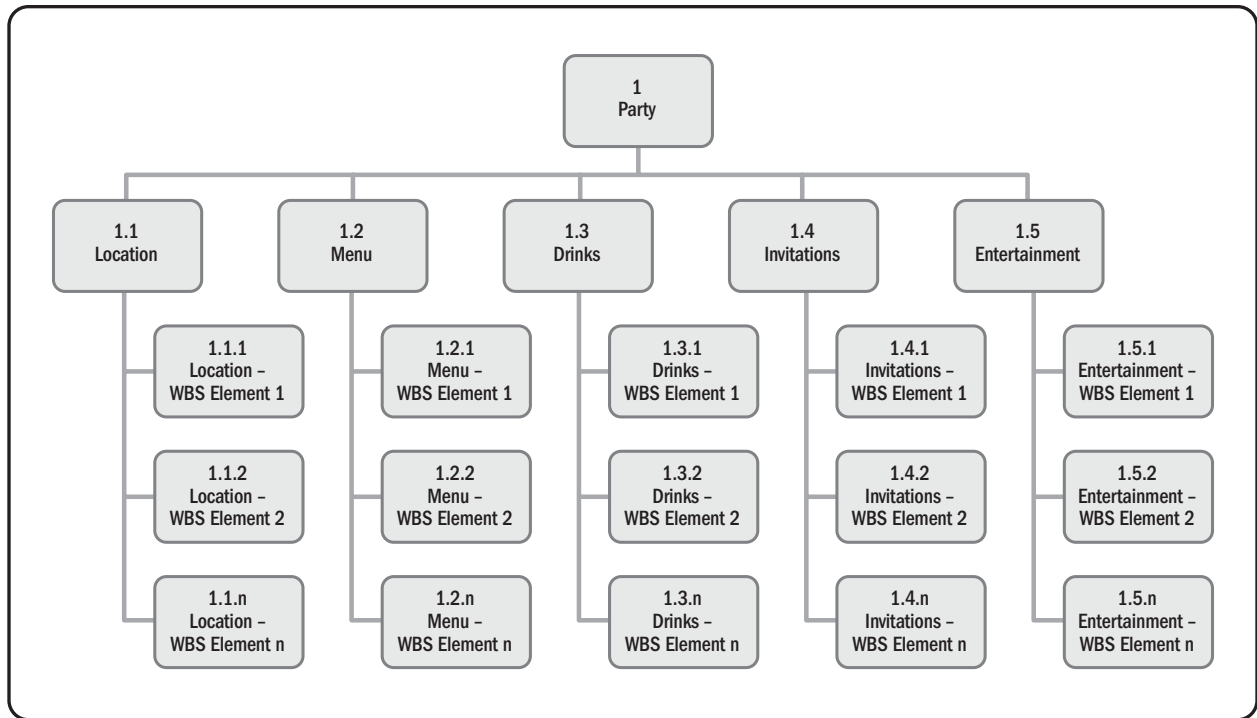 1
Party
1.1
Location
1.2
Menu
1.3
Drinks
1.4
Invitations
1.5
Entertainment
1.1.1
Location –
WBS Element 1
1.2.1
Menu –
WBS Element 1
1.3.1
Drinks –
WBS Element 1
1.4.1
Invitations –
WBS Element 1
1.5.1
Entertainment –
WBS Element 1
1.1.2
Location –
WBS Element 2
1.2.2
Menu –
WBS Element 2
1.3.2
Drinks –
WBS Element 2
1.4.2
Invitations –
WBS Element 2
1.5.2
Entertainment –
WBS Element 2
1.1.n
Location –
WBS Element n
1.2.n
Menu –
WBS Element n
1.3.n
Drinks –
WBS Element n
1.4.n
Invitations –
WBS Element n
1.5.n
Entertainment –
WBS Element n